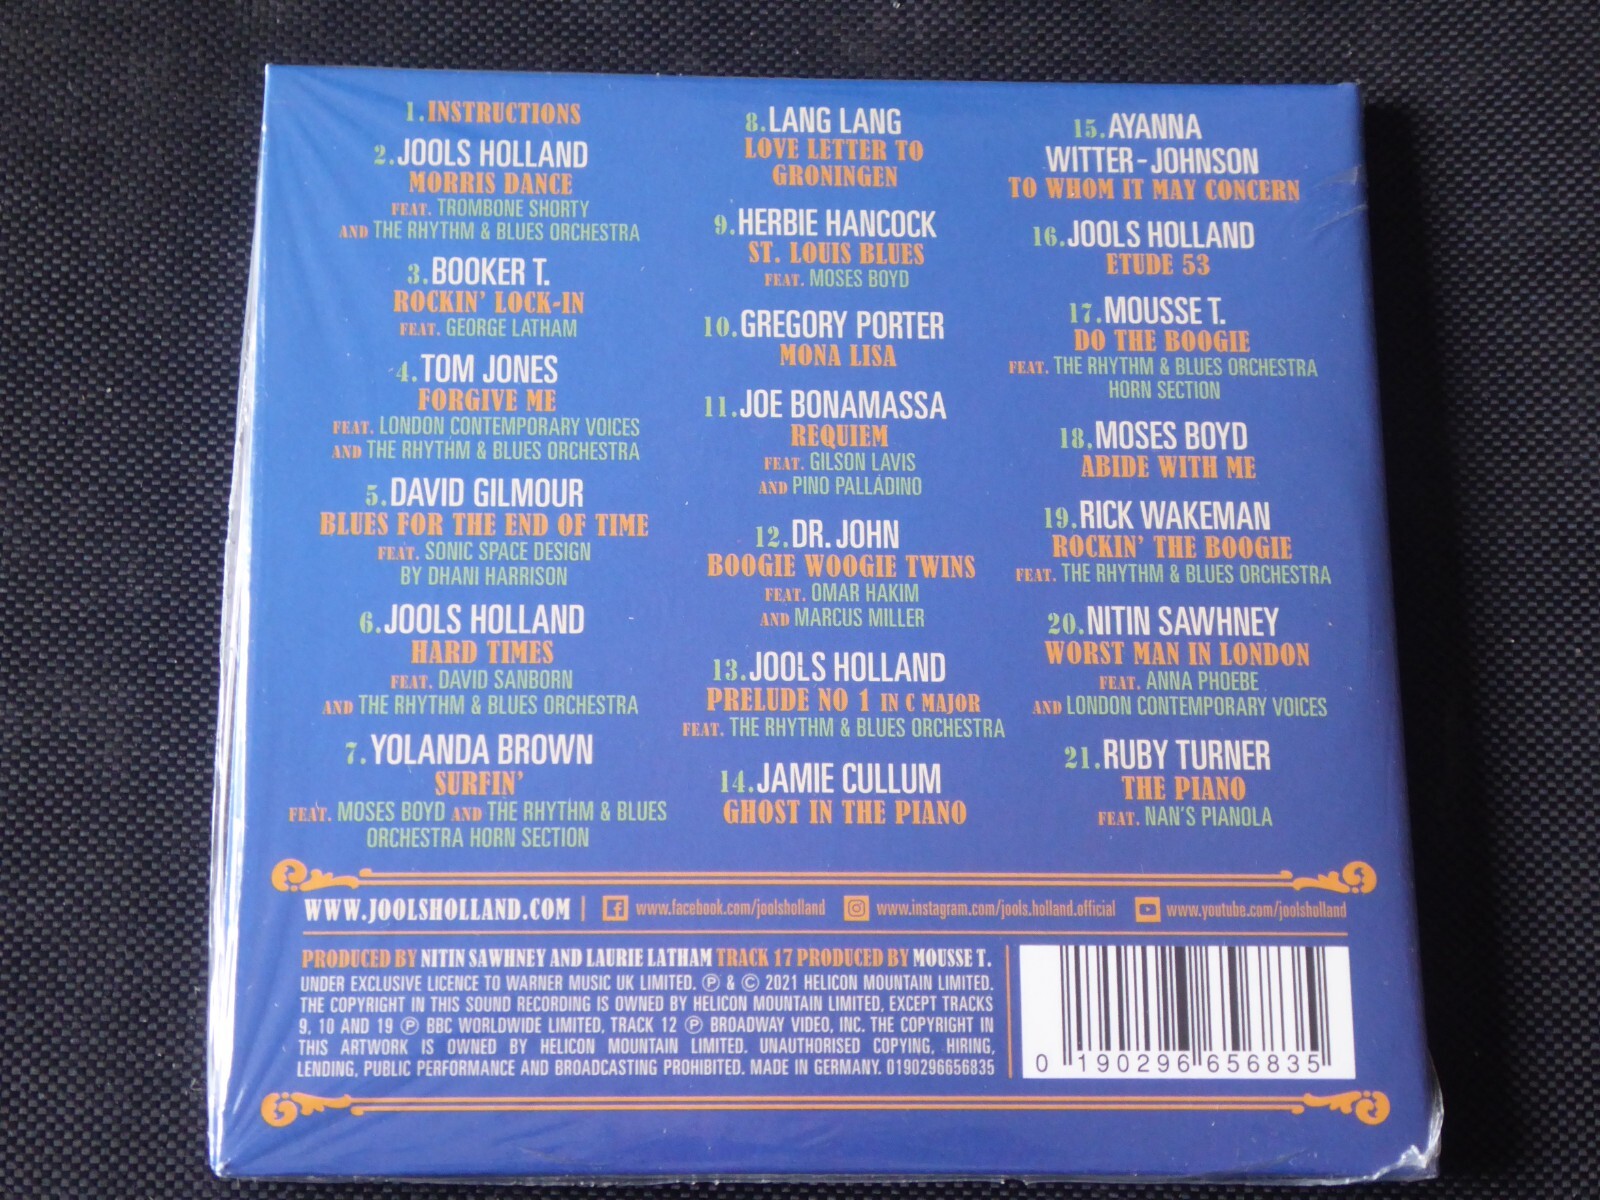 1. INSTRUCTIONS
2. JOOLS HOLLAND
MORRIS DANCE
FEAT. TROMBONE SHORTY
AND THE RHYTHM & BLUES ORCHESTRA
3. BOOKER T.
ROCKIN' LOCK-IN
FEAT. GEORGE LATHAM
4. TOM JONES
FORGIVE ME
FEAT. LONDON CONTEMPORARY VOICES
AND THE RHYTHM & BLUES ORCHESTRA
5. DAVID GILMOUR
BLUES FOR THE END OF TIME
FEAT. SONIC SPACE DESIGN
BY DHANI HARRISON
6. JOOLS HOLLAND
HARD TIMES
FEAT. DAVID SANBORN
AND THE RHYTHM & BLUES ORCHESTRA
7. YOLANDA BROWN
SURFIN'
FEAT. MOSES BOYD AND THE RHYTHM & BLUES
ORCHESTRA HORN SECTION
8. LANG LANG
LOVE LETTER TO
GRONINGEN
9. HERBIE HANCOCK
ST. LOUIS BLUES
FEAT. MOSES BOYD
10. GREGORY PORTER
MONA LISA
11. JOE BONAMASSA
REQUIEM
FEAT. GILSON LAVIS
AND PINO PALLADINO
12. DR. JOHN
BOOGIE WOOGIE TWINS
FEAT. OMAR HAKIM
AND MARCUS MILLER
13. JOOLS HOLLAND
PRELUDE NO 1 IN C MAJOR
FEAT. THE RHYTHM & BLUES ORCHESTRA
14. JAMIE CULLUM
GHOST IN THE PIANO
15. AYANNA
WITTER-JOHNSON
TO WHOM IT MAY CONCERN
16. JOOLS HOLLAND
ETUDE 53
17. MOUSSE T.
DO THE BOOGIE
FEAT. THE RHYTHM & BLUES ORCHESTRA
HORN SECTION
18. MOSES BOYD
ABIDE WITH ME
19. RICK WAKEMAN
ROCKIN' THE BOOGIE
FEAT. THE RHYTHM & BLUES ORCHESTRA
20. NITIN SAWHNEY
WORST MAN IN LONDON
FEAT. ANNA PHOEBE
AND LONDON CONTEMPORARY VOICES
21. RUBY TURNER
THE PIANO
FEAT. NAN'S PIANOLA
WWW.JOOLSHOLLAND.COM | www.facebook.com/joolsholland www.instagram.com/jools.holland.official www.youtube.com/joolsholland
PRODUCED BY NITIN SAWHNEY AND LAURIE LATHAM TRACK 17 PRODUCED BY MOUSSE T.
UNDER EXCLUSIVE LICENCE TO WARNER MUSIC UK LIMITED. ℗ & © 2021 HELICON MOUNTAIN LIMITED.
THE COPYRIGHT IN THIS SOUND RECORDING IS OWNED BY HELICON MOUNTAIN LIMITED, EXCEPT TRACKS
9, 10 AND 19 ℗ BBC WORLDWIDE LIMITED, TRACK 12 ℗ BROADWAY VIDEO, INC. THE COPYRIGHT IN
THIS ARTWORK IS OWNED BY HELICON MOUNTAIN LIMITED. UNAUTHORISED COPYING, HIRING,
LENDING, PUBLIC PERFORMANCE AND BROADCASTING PROHIBITED. MADE IN GERMANY. 0190296656835
0 190296 656835